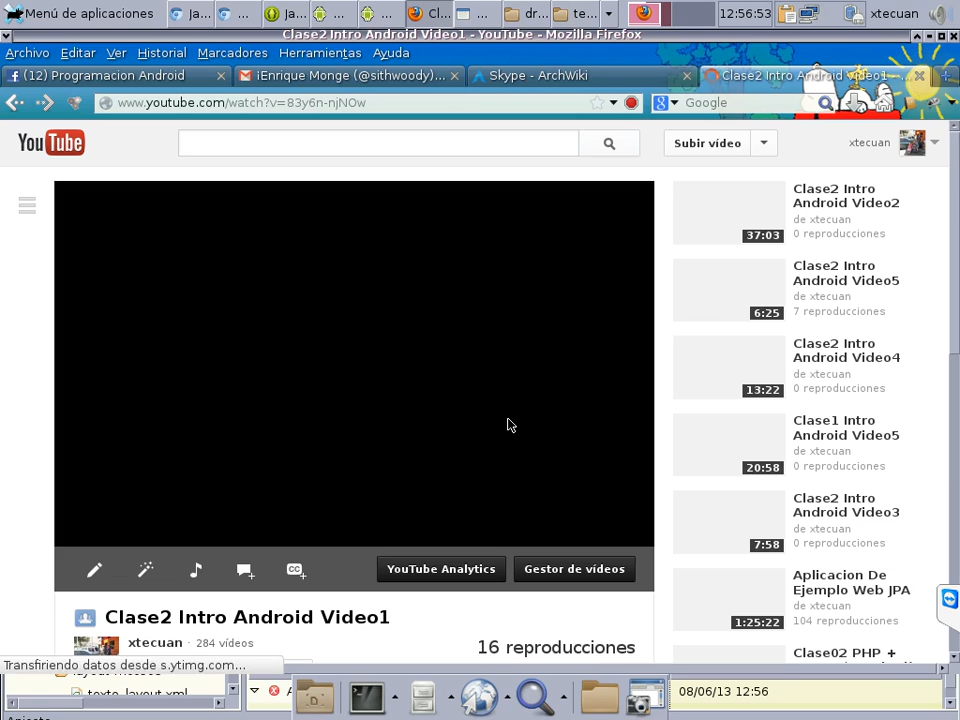 Menú de aplicaciones
Ja...
...
Ja...
...
...
Cl...
...
dr...
te...
12:56:53
xtecuan
Clase2 Intro Android Video1 - YouTube - Mozilla Firefox
Archivo Editar Ver Historial Marcadores Herramientas Ayuda
(12) Programacion Android
iEnrique Monge (@sithwoody)...
Skype - ArchWiki
Clase2 Intro Android Video1 -...
www.youtube.com/watch?v=83y6n-njNOw
Google
YouTube
Subir vídeo
xtecuan
Clase2 Intro
Android Video2
de xtecuan
0 reproducciones
37:03
Clase2 Intro
Android Video5
de xtecuan
7 reproducciones
6:25
Clase2 Intro
Android Video4
de xtecuan
0 reproducciones
13:22
Clase1 Intro
Android Video5
de xtecuan
0 reproducciones
20:58
Clase2 Intro
Android Video3
de xtecuan
0 reproducciones
7:58
Aplicacion De
Ejemplo Web JPA
de xtecuan
104 reproducciones
1:25:22
Clase02 PHP +
CC
YouTube Analytics
Gestor de vídeos
Clase2 Intro Android Video1
xtecuan · 284 vídeos
16 reproducciones
Transfiriendo datos desde s.ytimg.com...
texto_layout.xml
08/06/13 12:56